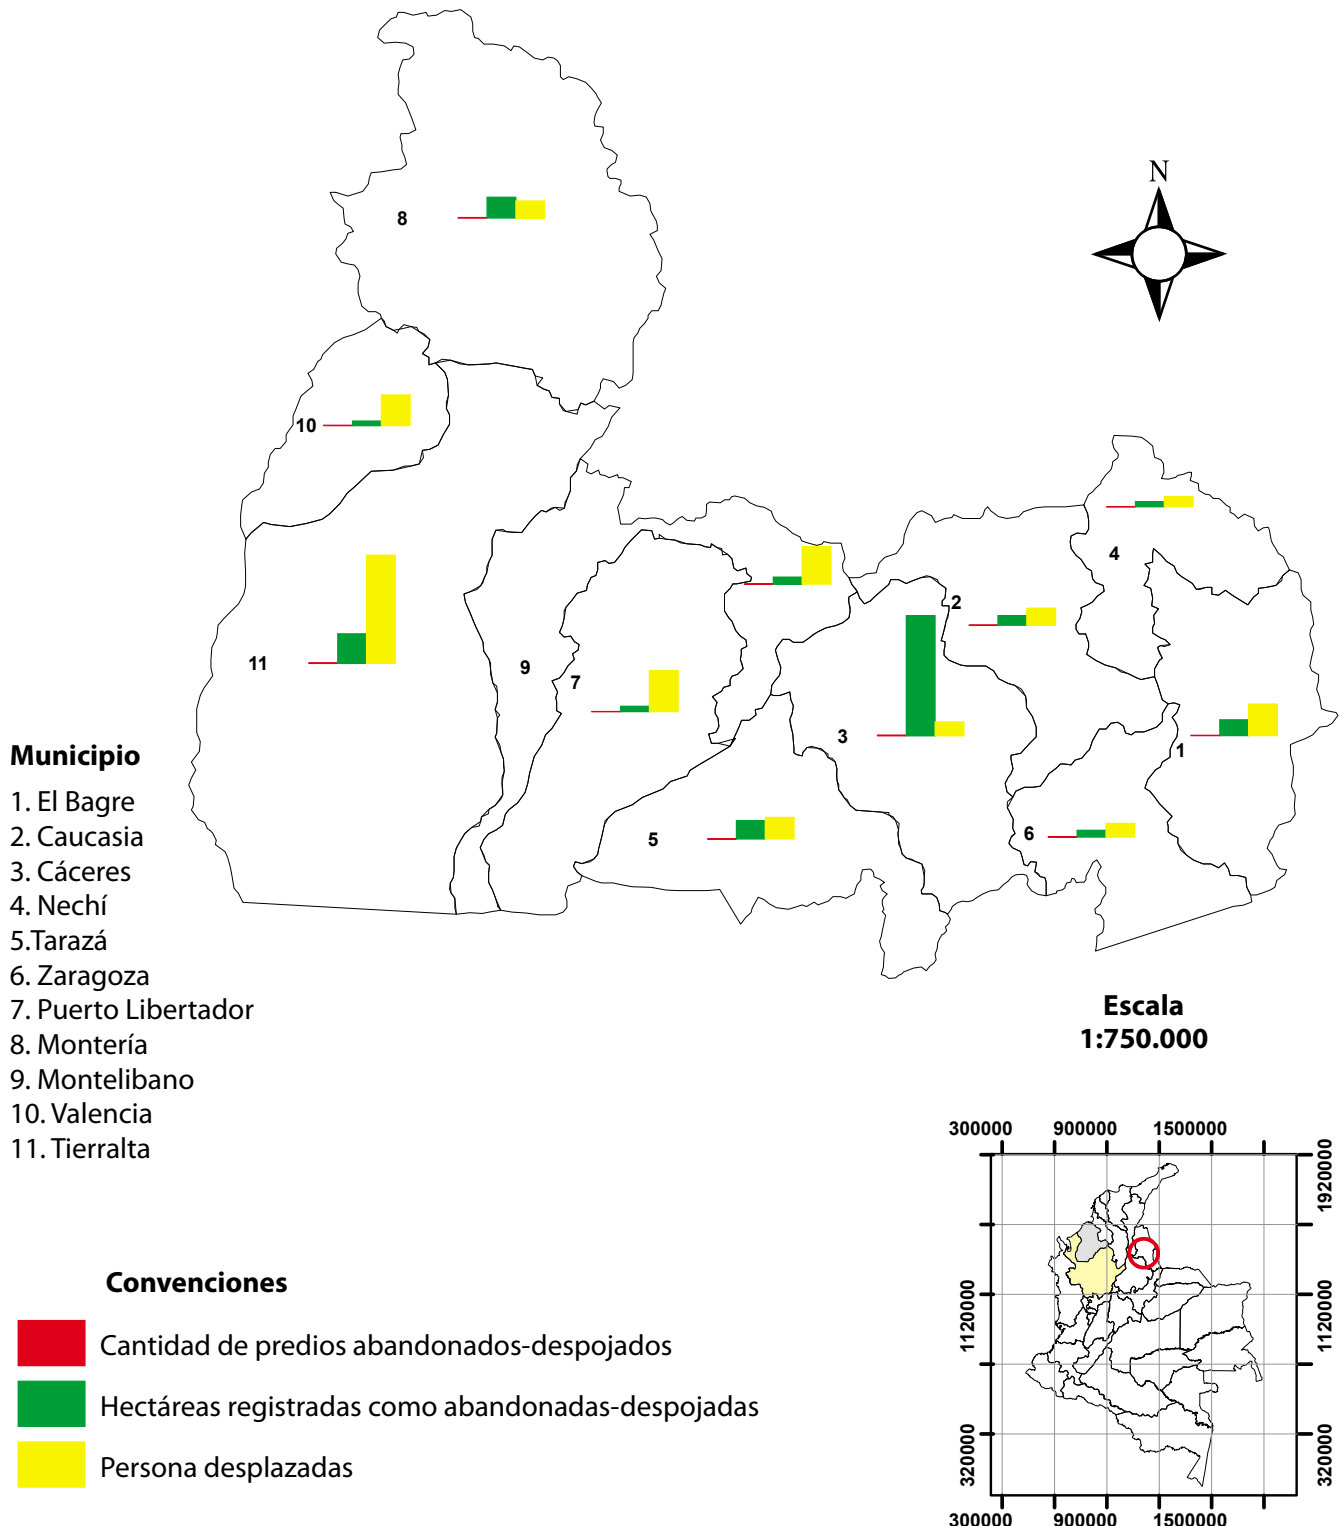 N
8
10
4
2
11
9
7
3
1
5
6
Municipio
1. El Bagre
2. Caucasia
3. Cáceres
4. Nechí
5.Tarazá
6. Zaragoza
7. Puerto Libertador
8. Montería
9. Montelibano
10. Valencia
11. Tierralta
Escala
1:750.000
Convenciones
Cantidad de predios abandonados-despojados
Hectáreas registradas como abandonadas-despojadas
Persona desplazadas
300000 900000 1500000
1920000
1120000 1120000
320000 320000
300000 900000 1500000